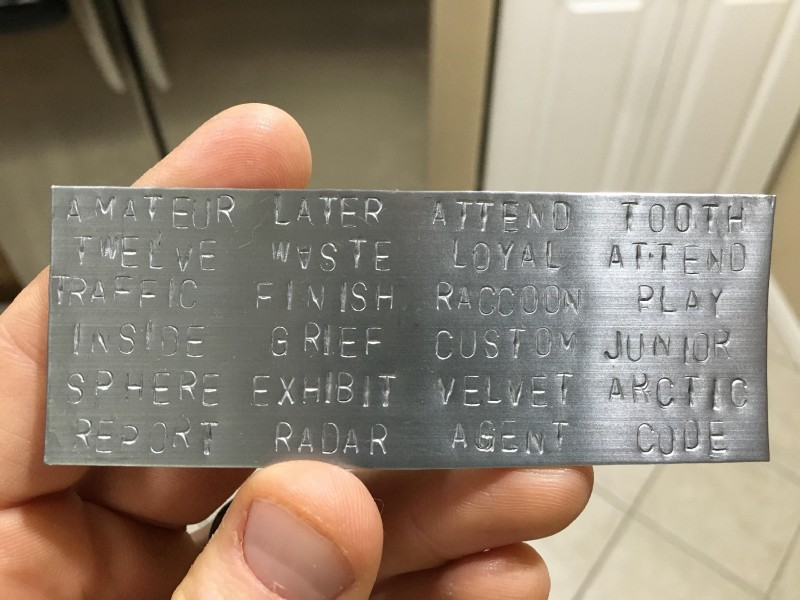 AMATEUR LATER ATTEND TOOTH
TWELVE WASTE LOYAL ATTEND
TRAFFIC FINISH RACCOON PLAY
INSIDE GRIEF CUSTOM JUNIOR
SPHERE EXHIBIT VELVET ARCTIC
REPORT RADAR AGENT CODE